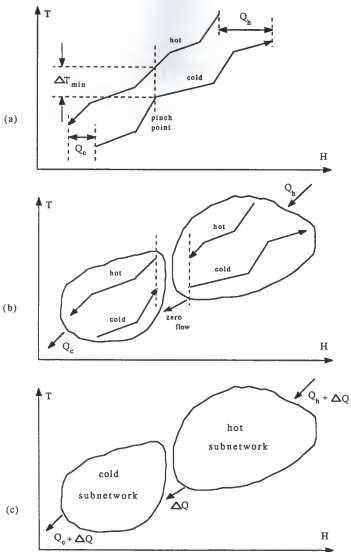 T
Q_h
hot
ΔT_min
cold
pinch
point
(a)
Q_c
H
T
Q_h
hot
cold
hot
(b)
cold
zero
flow
Q_c
H
T
Q_h + ΔQ
hot
subnetwork
cold
subnetwork
(c)
ΔQ
Q_c + ΔQ
H